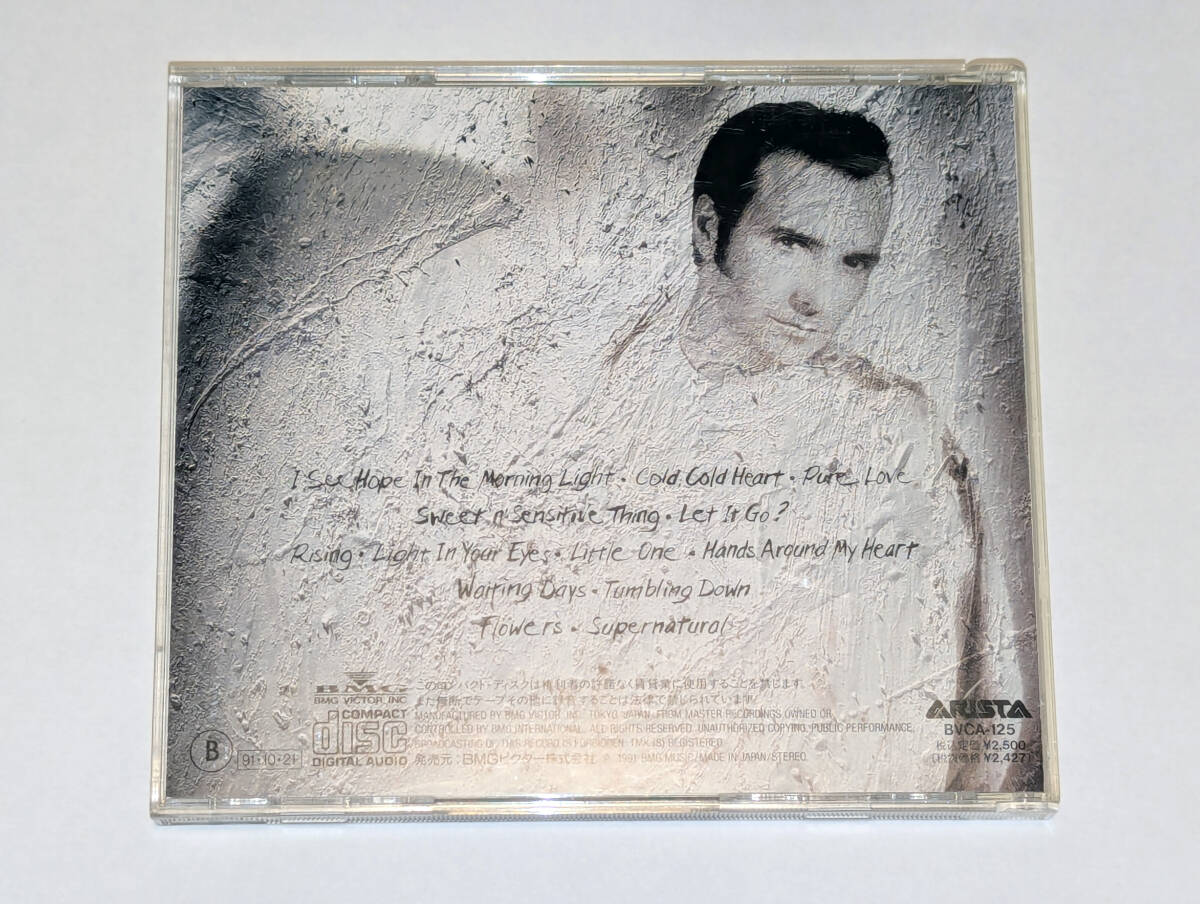 I See Hope In The Morning Light • Cold Cold Heart • Pure Love
Sweet n' Sensitive Thing • Let It Go?
Rising • Light In Your Eyes • Little One • Hands Around My Heart
Waiting Days • Tumbling Down
Flowers • Supernatural
BMG
BMG VICTOR, INC.
このコンパクト・ディスクは権利者の許諾なく賃貸業に使用することを禁じます。
また無断でテープその他に録音することは法律で禁じられています。
MANUFACTURED BY BMG VICTOR, INC. TOKYO, JAPAN. FROM MASTER RECORDINGS OWNED OR
CONTROLLED BY BMG INTERNATIONAL. ALL RIGHTS RESERVED. UNAUTHORIZED COPYING, PUBLIC PERFORMANCE,
BROADCASTING OF THIS RECORD IS FORBIDDEN. TMK(S) REGISTERED.
発売元:BMGビクター株式会社 ℗ 1991 BMG MUSIC/MADE IN JAPAN/STEREO.
COMPACT
disc
DIGITAL AUDIO
B
91・10・21
ARISTA
BVCA-125
税込定価 ¥2,500
(税抜価格 ¥2,427)